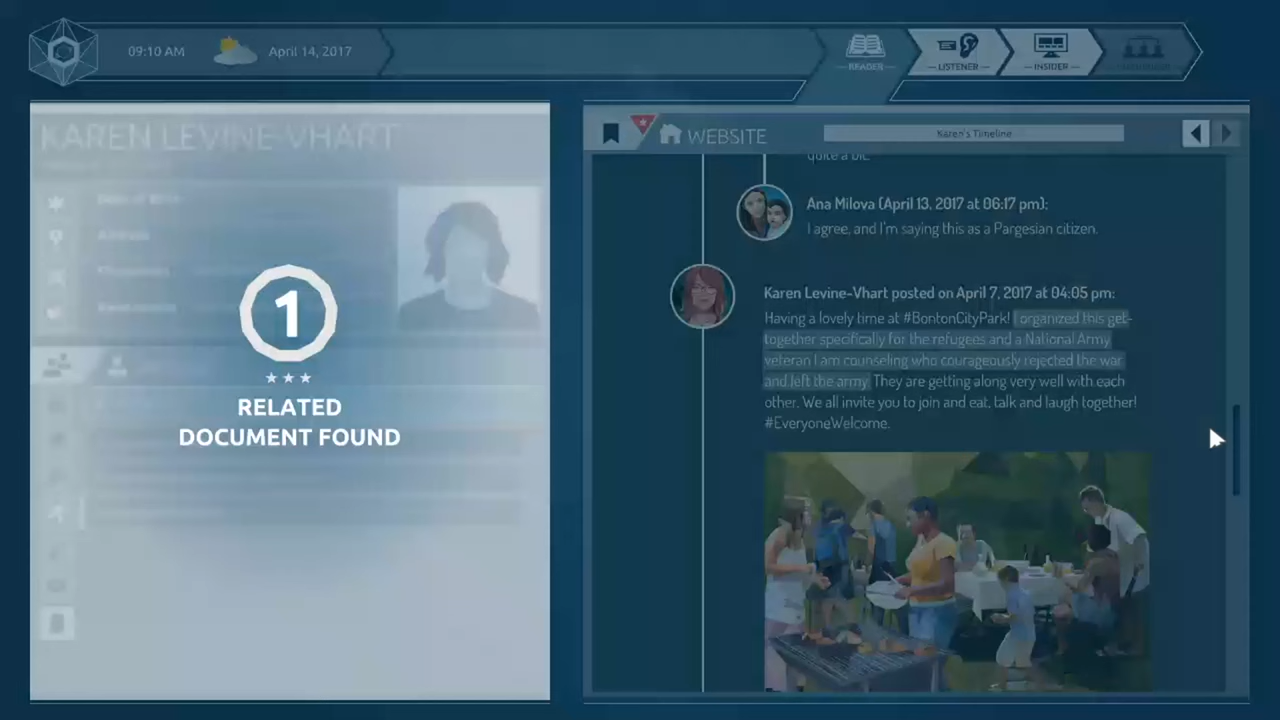 09:10 AM
April 14, 2017
READER
LISTENER
INSIDER
KAREN LEVINE-VHART
1
RELATED
DOCUMENT FOUND
WEBSITE
Karen's Timeline
quite a bit.
Ana Milova (April 13, 2017 at 06:17 pm):
I agree, and I'm saying this as a Pargesian citizen.
Karen Levine-Vhart posted on April 7, 2017 at 04:05 pm:
Having a lovely time at #BontonCityPark! I organized this get-
together specifically for the refugees and a National Army
veteran I am counseling who courageously rejected the war
and left the army. They are getting along very well with each
other. We all invite you to join and eat, talk and laugh together!
#EveryoneWelcome.